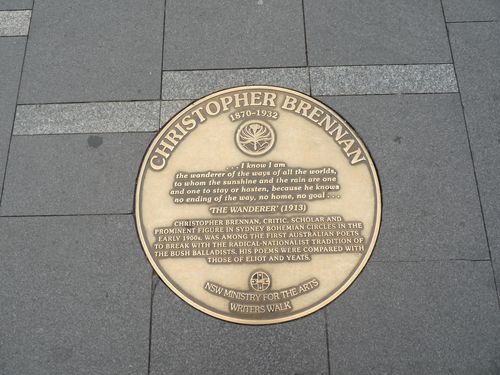 CHRISTOPHER BRENNAN
1870-1932
. . . I know I am
the wanderer of the ways of all the worlds,
to whom the sunshine and the rain are one
and one to stay or hasten, because he knows
no ending of the way, no home, no goal . . .
'THE WANDERER' (1913)
CHRISTOPHER BRENNAN, CRITIC, SCHOLAR AND
PROMINENT FIGURE IN SYDNEY BOHEMIAN CIRCLES IN THE
EARLY 1900s, WAS AMONG THE FIRST AUSTRALIAN POETS
TO BREAK WITH THE RADICAL-NATIONALIST TRADITION OF
THE BUSH BALLADISTS. HIS POEMS WERE COMPARED WITH
THOSE OF ELIOT AND YEATS.
NSW MINISTRY FOR THE ARTS
WRITERS WALK